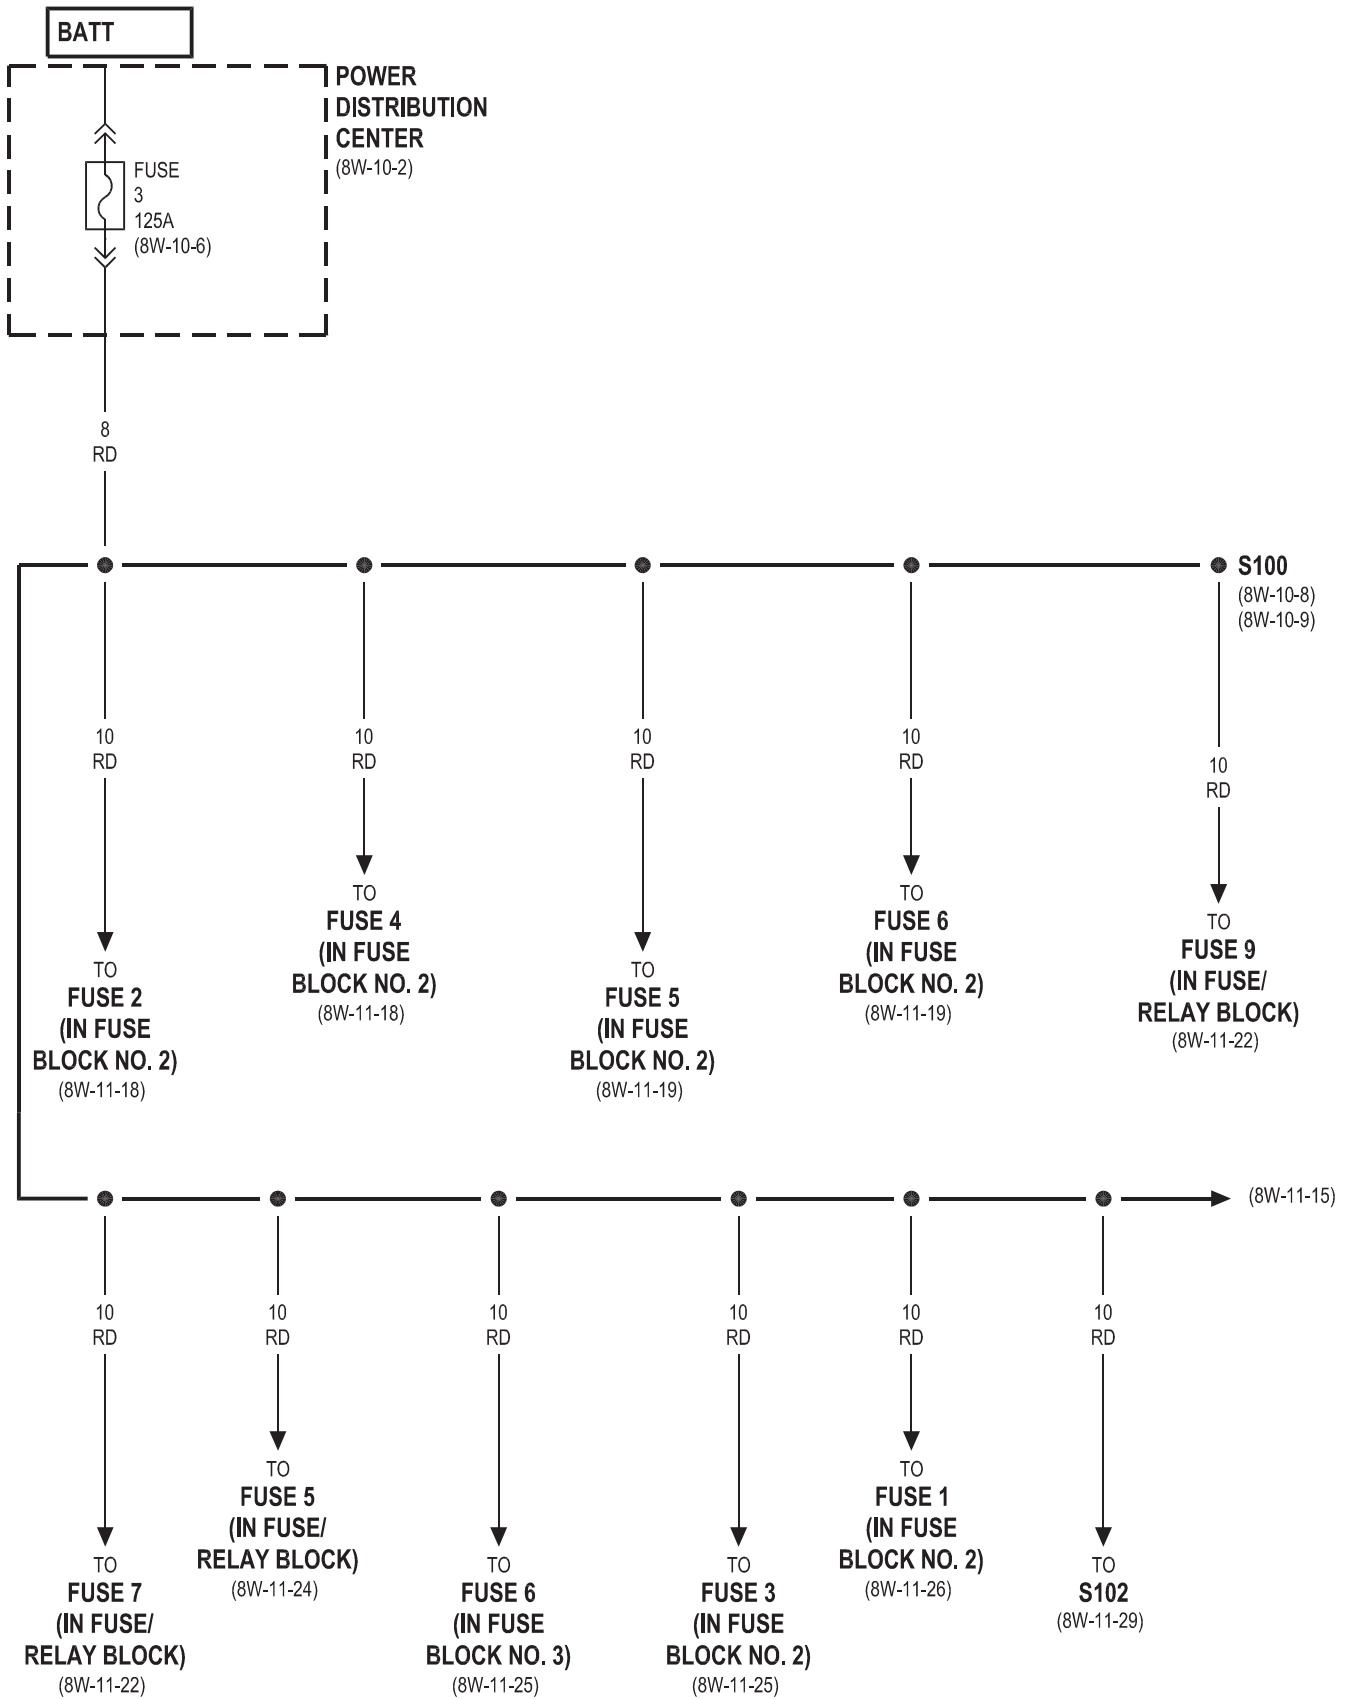 BATT
POWER
DISTRIBUTION
CENTER
(8W-10-2)
FUSE
3
125A
(8W-10-6)
8
RD
S100
(8W-10-8)
(8W-10-9)
10
RD
TO
FUSE 2
(IN FUSE
BLOCK NO. 2)
(8W-11-18)
10
RD
TO
FUSE 4
(IN FUSE
BLOCK NO. 2)
(8W-11-18)
10
RD
TO
FUSE 5
(IN FUSE
BLOCK NO. 2)
(8W-11-19)
10
RD
TO
FUSE 6
(IN FUSE
BLOCK NO. 2)
(8W-11-19)
10
RD
TO
FUSE 9
(IN FUSE/
RELAY BLOCK)
(8W-11-22)
(8W-11-15)
10
RD
TO
FUSE 7
(IN FUSE/
RELAY BLOCK)
(8W-11-22)
10
RD
TO
FUSE 5
(IN FUSE/
RELAY BLOCK)
(8W-11-24)
10
RD
TO
FUSE 6
(IN FUSE
BLOCK NO. 3)
(8W-11-25)
10
RD
TO
FUSE 3
(IN FUSE
BLOCK NO. 2)
(8W-11-25)
10
RD
TO
FUSE 1
(IN FUSE
BLOCK NO. 2)
(8W-11-26)
10
RD
TO
S102
(8W-11-29)